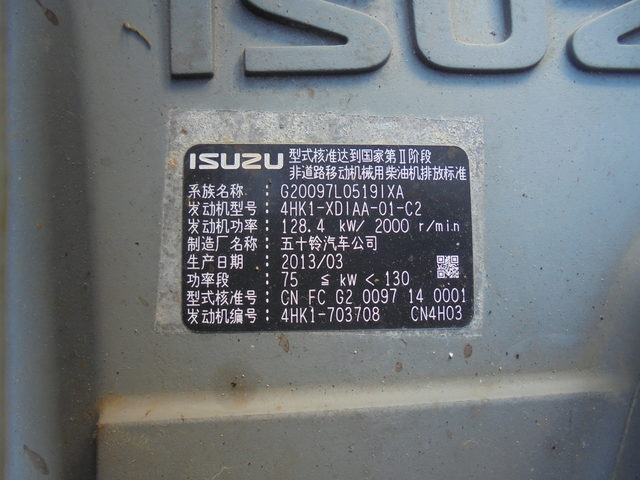 ISUZU
ISUZU 型式核准达到国家第Ⅱ阶段
非道路移动机械用柴油机排放标准
系族名称：G20097L0519IXA
发动机型号：4HK1-XDIAA-01-C2
发动机功率：128.4 kW/ 2000 r/min
制造厂名称：五十铃汽车公司
生产日期：2013/03
功率段：75 ≦ kW < 130
型式核准号：CN FC G2 0097 14 0001
发动机编号：4HK1-703708 CN4H03